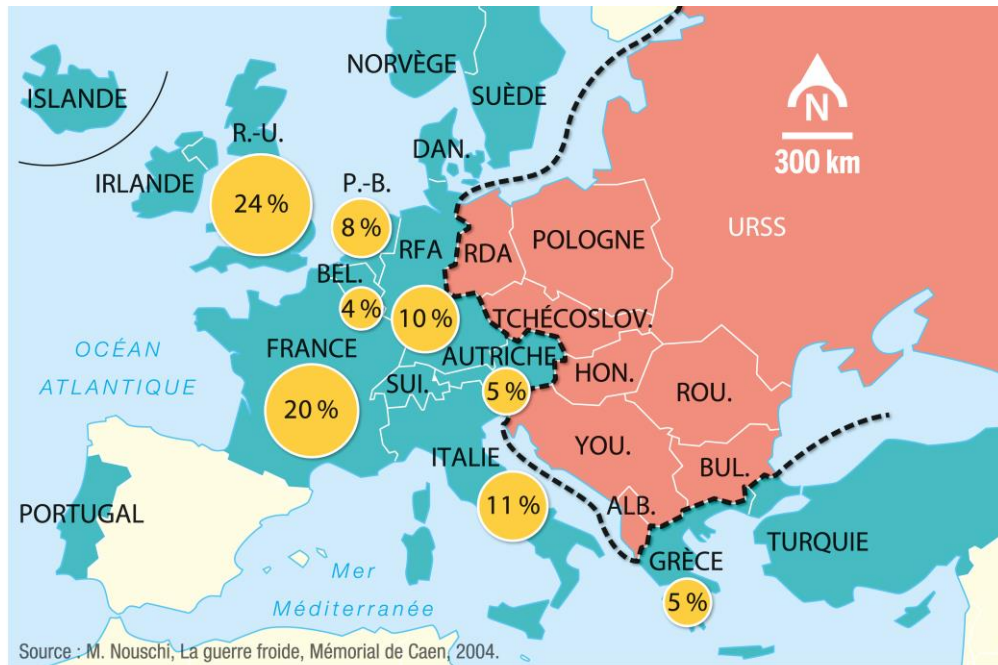 NORVÈGE
ISLANDE
SUÈDE
R.-U.
DAN.
N
300 km
IRLANDE
P.-B.
24 %
8 %
RFA
RDA
POLOGNE
URSS
BEL.
4 %
10 %
TCHÉCOSLOV.
OCÉAN
ATLANTIQUE
FRANCE
AUTRICHE
SUI.
5 %
HON.
ROU.
20 %
ITALIE
YOU.
BUL.
11 %
ALB.
PORTUGAL
TURQUIE
GRÈCE
5 %
Mer
Méditerranée
Source : M. Nouschi, La guerre froide, Mémorial de Caen, 2004.